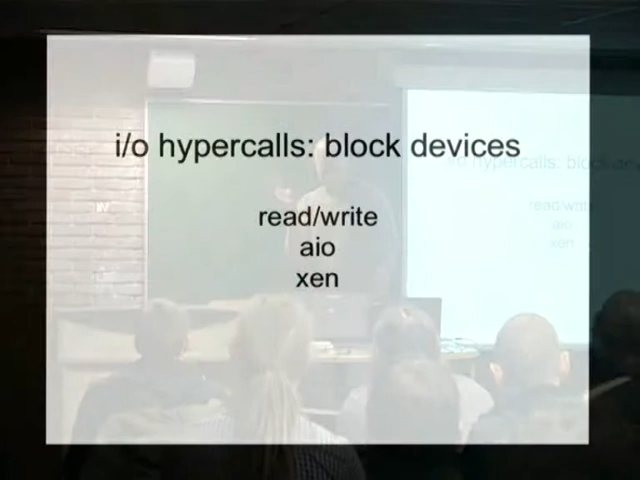 i/o hypercalls: block devices
read/write
aio
xen